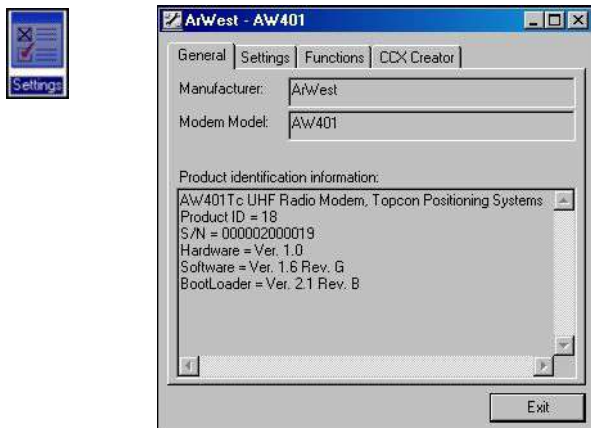 Settings
ArWest - AW401
General Settings Functions CCX Creator
Manufacturer: ArWest
Modem Model: AW401
Product identification information:
AW401Tc UHF Radio Modem, Topcon Positioning Systems
Product ID = 18
S/N = 000002000019
Hardware = Ver. 1.0
Software = Ver. 1.6 Rev. G
BootLoader = Ver. 2.1 Rev. B
Exit